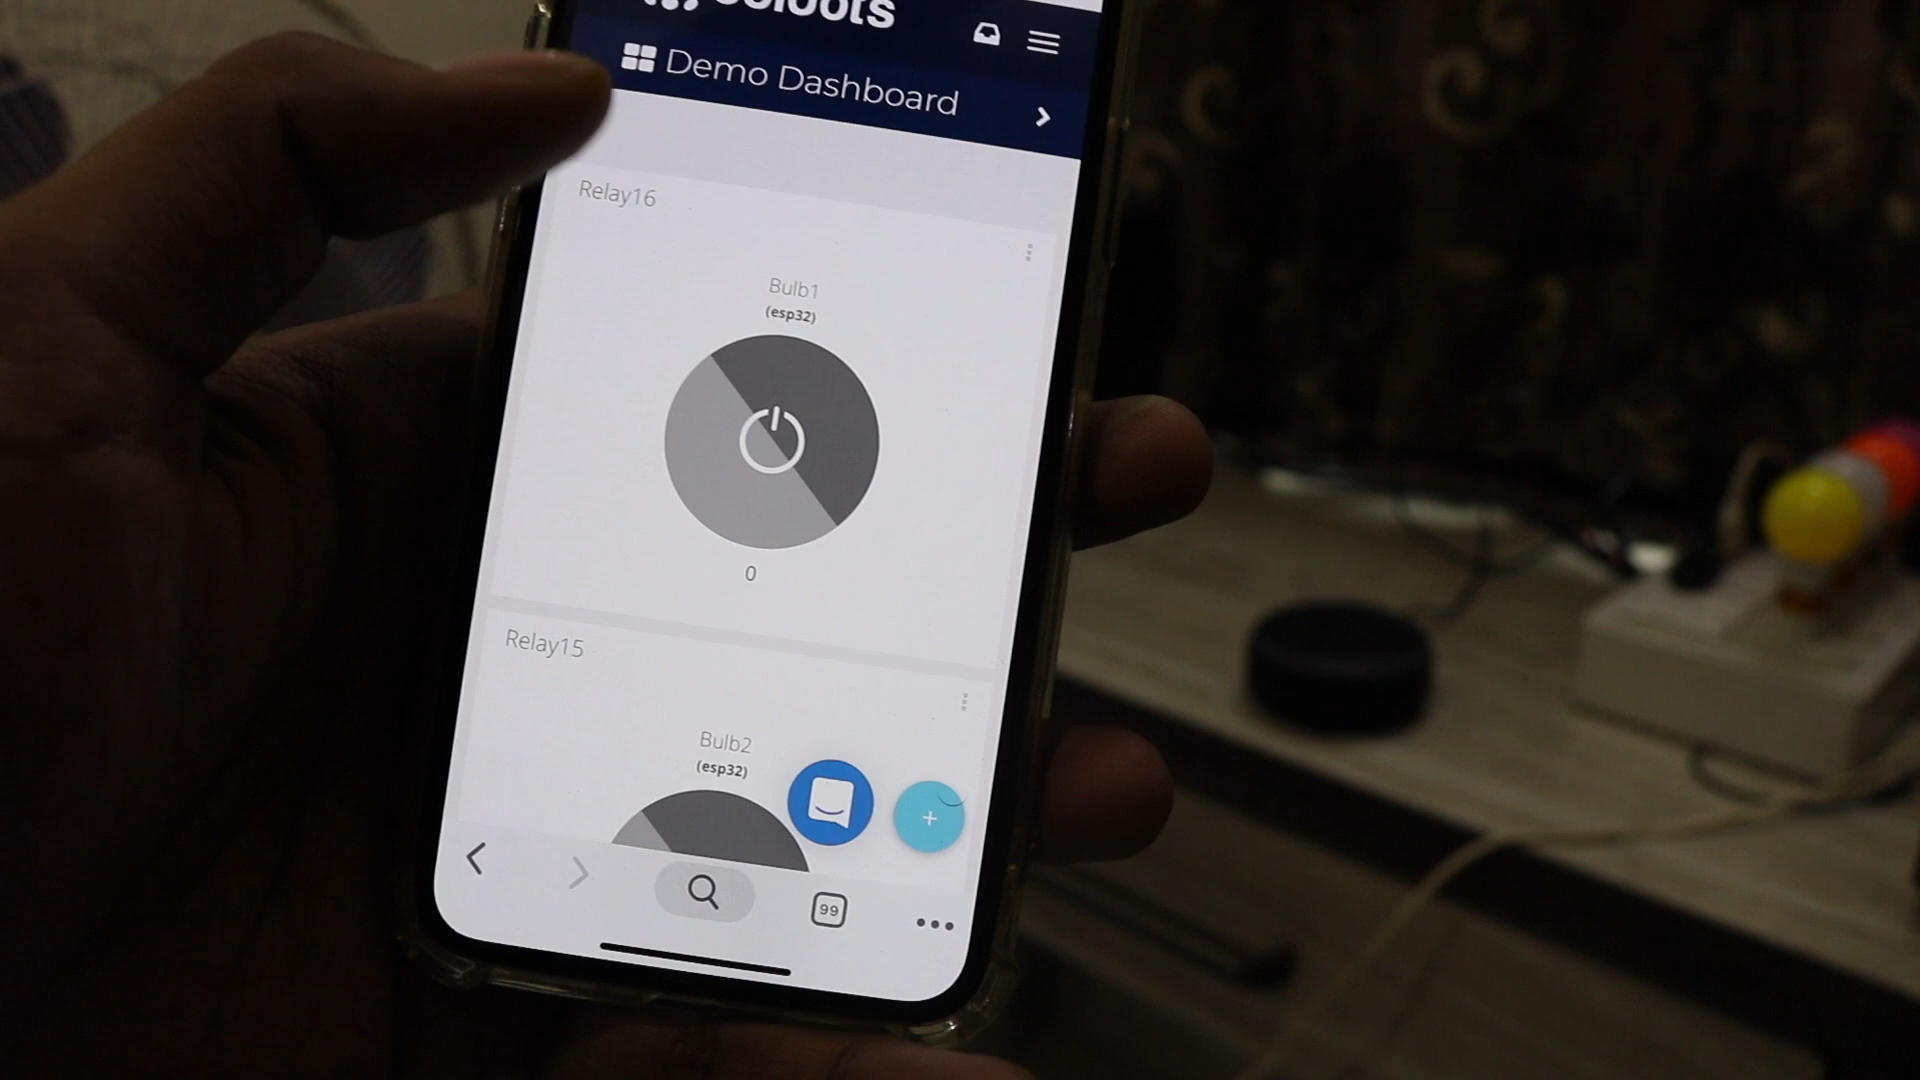 Demo Dashboard
Relay16
Bulb1
(esp32)
0
Relay15
Bulb2
(esp32)
99